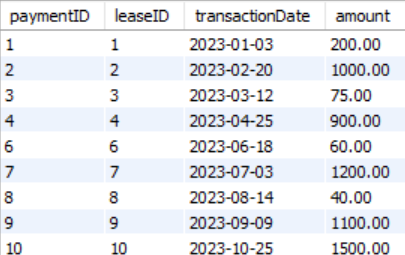 paymentID leaseID transactionDate amount
1 1 2023-01-03 200.00
2 2 2023-02-20 1000.00
3 3 2023-03-12 75.00
4 4 2023-04-25 900.00
6 6 2023-06-18 60.00
7 7 2023-07-03 1200.00
8 8 2023-08-14 40.00
9 9 2023-09-09 1100.00
10 10 2023-10-25 1500.00